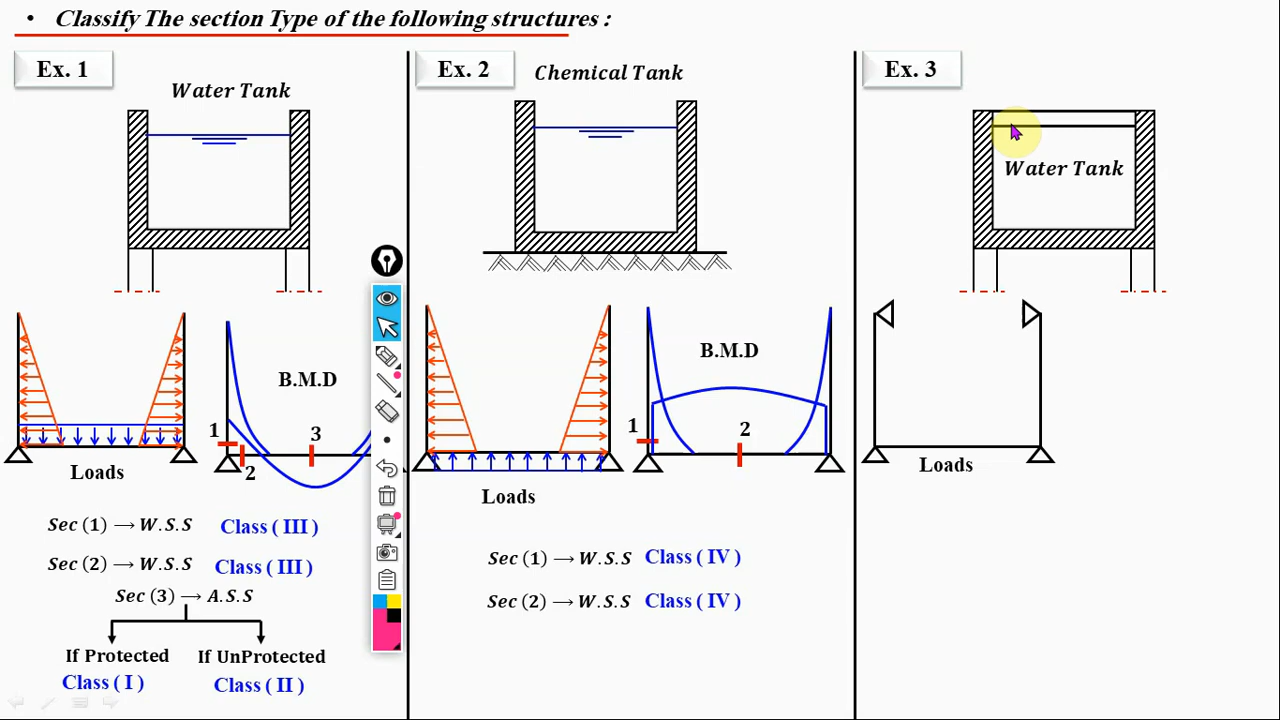 • Classify The section Type of the following structures :
Ex. 1
Water Tank
B.M.D
1
2
3
Loads
Sec (1) → W.S.S Class ( III )
Sec (2) → W.S.S Class ( III )
Sec (3) → A.S.S
If Protected
If UnProtected
Class ( I )
Class ( II )
Ex. 2
Chemical Tank
B.M.D
1
2
Loads
Sec (1) → W.S.S Class ( IV )
Sec (2) → W.S.S Class ( IV )
Ex. 3
Water Tank
Loads